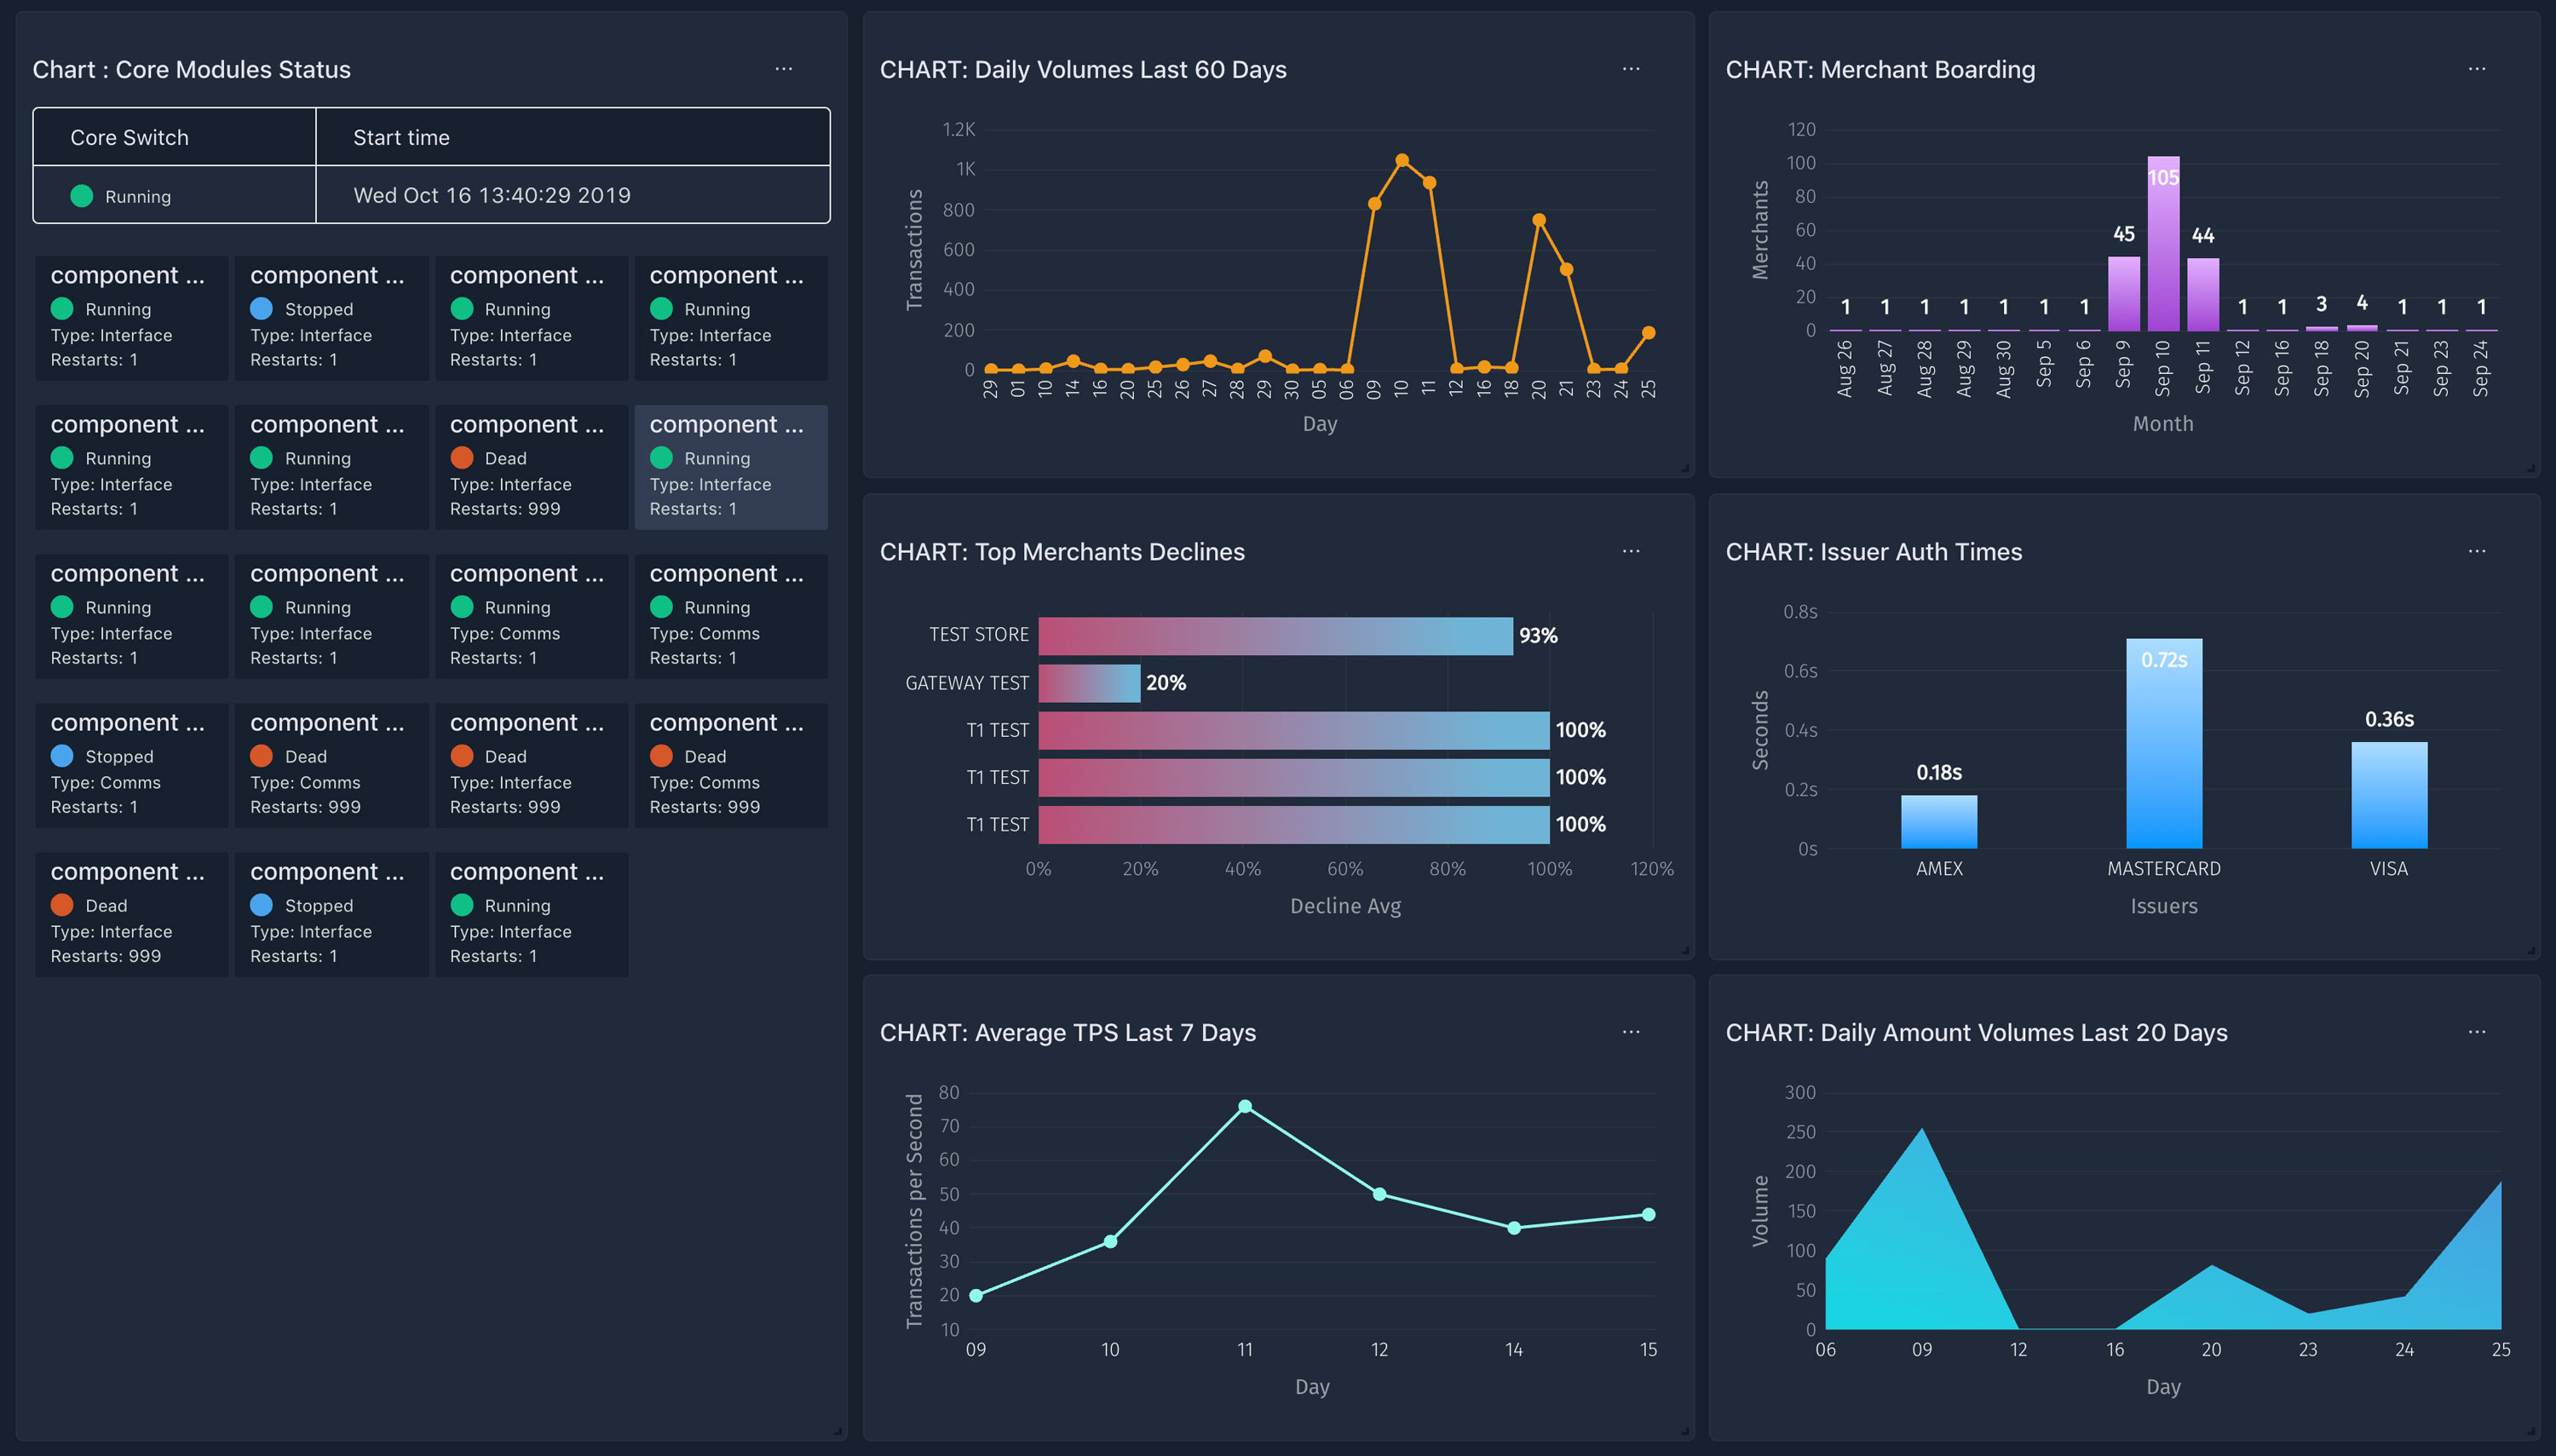 Chart : Core Modules Status
...
Core Switch Start time
Running Wed Oct 16 13:40:29 2019
component ... component ... component ... component ...
Running Stopped Running Running
Type: Interface Type: Interface Type: Interface Type: Interface
Restarts: 1 Restarts: 1 Restarts: 1 Restarts: 1
component ... component ... component ... component ...
Running Running Dead Running
Type: Interface Type: Interface Type: Interface Type: Interface
Restarts: 1 Restarts: 1 Restarts: 999 Restarts: 1
component ... component ... component ... component ...
Running Running Running Running
Type: Interface Type: Interface Type: Comms Type: Comms
Restarts: 1 Restarts: 1 Restarts: 1 Restarts: 1
component ... component ... component ... component ...
Stopped Dead Dead Dead
Type: Comms Type: Comms Type: Interface Type: Comms
Restarts: 1 Restarts: 999 Restarts: 999 Restarts: 999
component ... component ... component ...
Dead Stopped Running
Type: Interface Type: Interface Type: Interface
Restarts: 999 Restarts: 1 Restarts: 1
CHART: Daily Volumes Last 60 Days
...
Transactions
1.2K
1K
800
600
400
200
0
29 01 10 14 16 20 25 26 27 28 29 30 05 06 09 10 11 12 16 18 20 21 23 24 25
Day
CHART: Merchant Boarding
...
Merchants
120
100
80
60
40
20
0
1 1 1 1 1 1 1 45 105 44 1 1 3 4 1 1 1
Aug 26 Aug 27 Aug 28 Aug 29 Aug 30 Sep 5 Sep 6 Sep 9 Sep 10 Sep 11 Sep 12 Sep 16 Sep 18 Sep 20 Sep 21 Sep 23 Sep 24
Month
CHART: Top Merchants Declines
...
TEST STORE 93%
GATEWAY TEST 20%
T1 TEST 100%
T1 TEST 100%
T1 TEST 100%
0% 20% 40% 60% 80% 100% 120%
Decline Avg
CHART: Issuer Auth Times
...
Seconds
0.8s
0.6s
0.4s
0.2s
0s
0.18s 0.72s 0.36s
AMEX MASTERCARD VISA
Issuers
CHART: Average TPS Last 7 Days
...
Transactions per Second
80
70
60
50
40
30
20
10
09 10 11 12 14 15
Day
CHART: Daily Amount Volumes Last 20 Days
...
Volume
300
250
200
150
100
50
0
06 09 12 16 20 23 24 25
Day